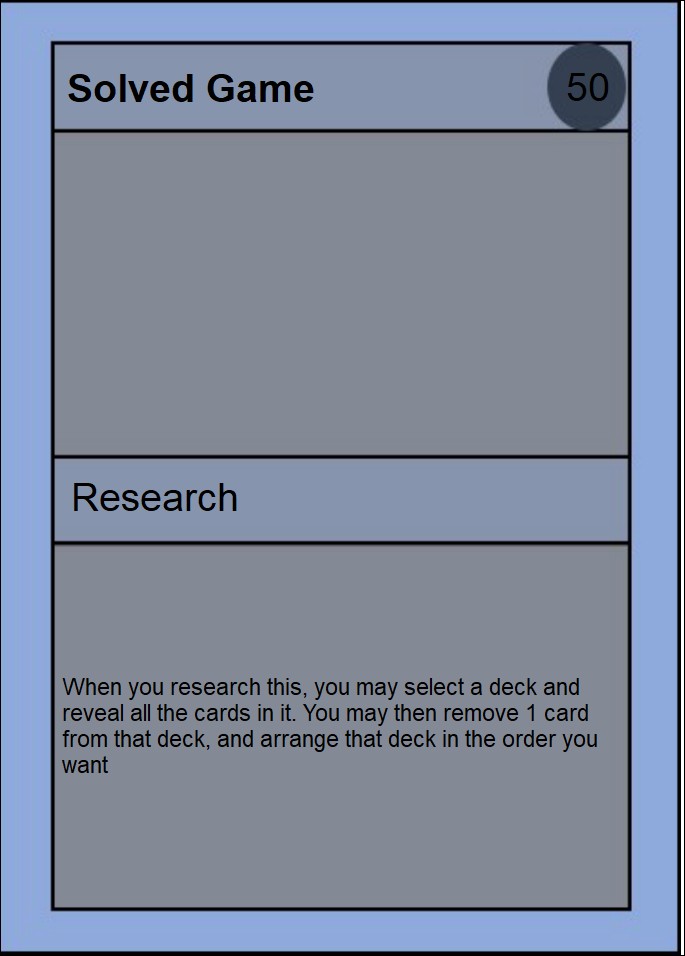 Solved Game
50
Research
When you research this, you may select a deck and
reveal all the cards in it. You may then remove 1 card
from that deck, and arrange that deck in the order you
want